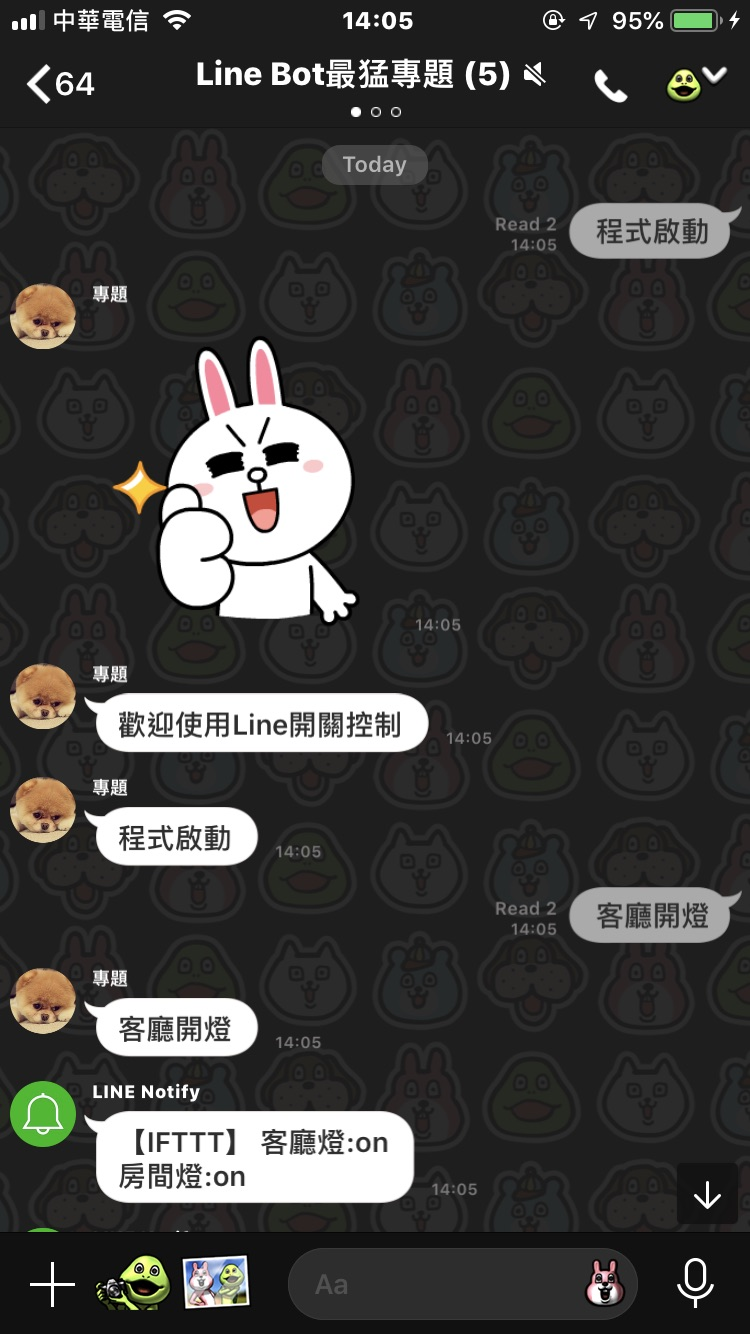 中華電信 14:05 95%
64 Line Bot最猛專題 (5)
Today
Read 2
14:05
程式啟動
專題
14:05
專題
歡迎使用Line開關控制
14:05
專題
程式啟動
14:05
Read 2
14:05
客廳開燈
專題
客廳開燈
14:05
LINE Notify
【IFTTT】 客廳燈:on
房間燈:on
14:05
Aa